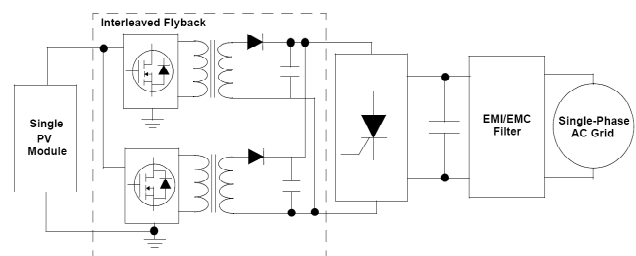 Interleaved Flyback
Single
PV
Module
EMI/EMC
Filter
Single-Phase
AC Grid